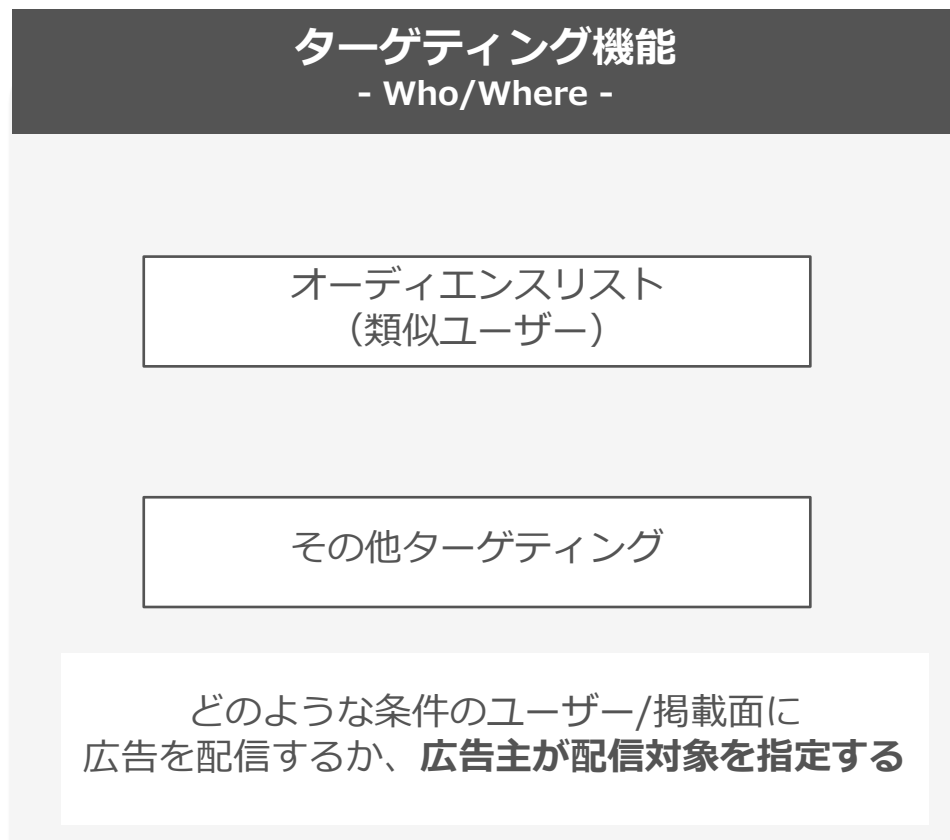 ターゲティング機能
- Who/Where -
オーディエンスリスト
（類似ユーザー）
その他ターゲティング
どのような条件のユーザー/掲載面に
広告を配信するか、広告主が配信対象を指定する